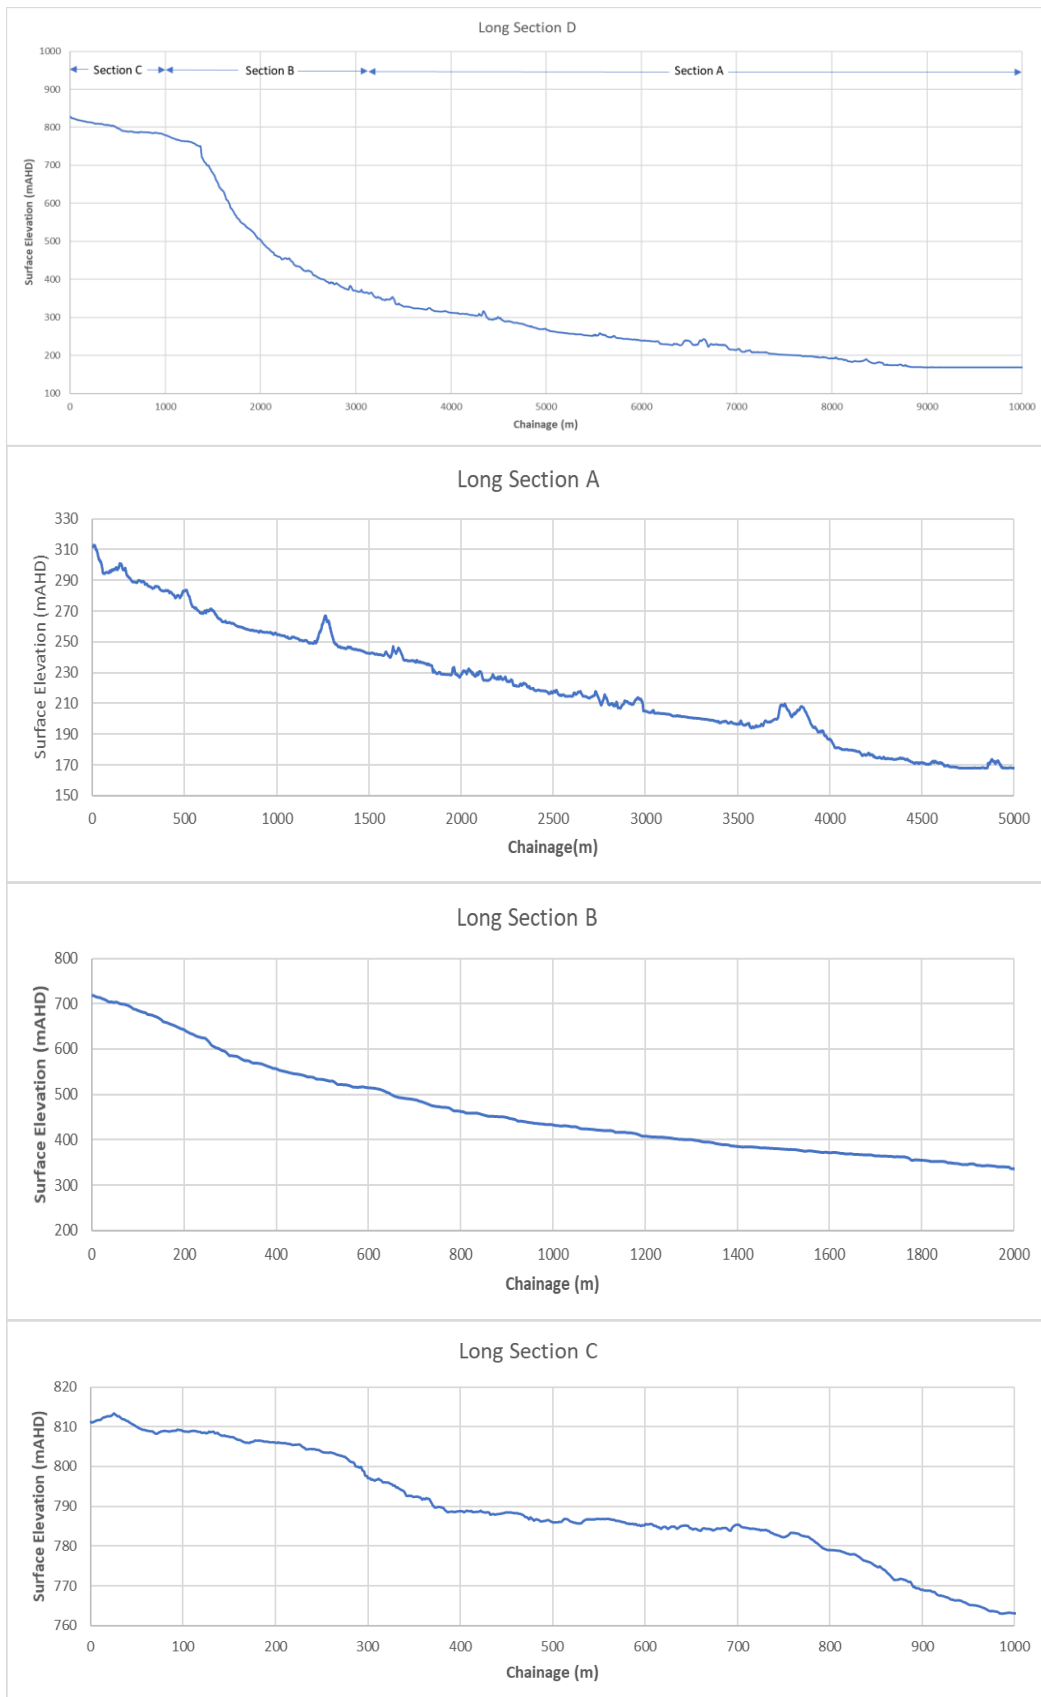 Long Section D
1000
Section C
Section B
Section A
900
800
700
600
500
400
300
200
100
Surface Elevation (mAHD)
0 1000 2000 3000 4000 5000 6000 7000 8000 9000 10000
Chainage (m)
Long Section A
330
310
290
270
250
230
210
190
170
150
Surface Elevation (mAHD)
0 500 1000 1500 2000 2500 3000 3500 4000 4500 5000
Chainage(m)
Long Section B
800
700
600
500
400
300
200
Surface Elevation (mAHD)
0 200 400 600 800 1000 1200 1400 1600 1800 2000
Chainage (m)
Long Section C
820
810
800
790
780
770
760
Surface Elevation (mAHD)
0 100 200 300 400 500 600 700 800 900 1000
Chainage (m)